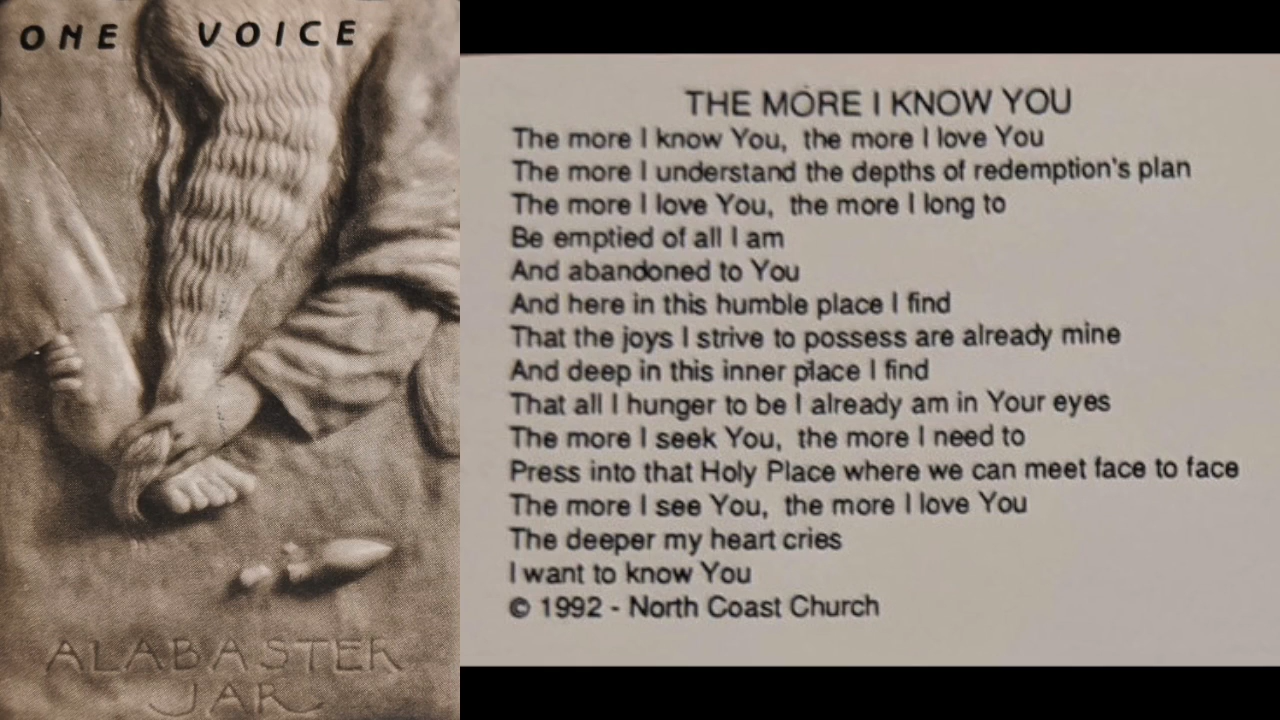 ONE VOICE
ALABASTER
JAR
THE MORE I KNOW YOU
The more I know You, the more I love You
The more I understand the depths of redemption's plan
The more I love You, the more I long to
Be emptied of all I am
And abandoned to You
And here in this humble place I find
That the joys I strive to possess are already mine
And deep in this inner place I find
That all I hunger to be I already am in Your eyes
The more I seek You, the more I need to
Press into that Holy Place where we can meet face to face
The more I see You, the more I love You
The deeper my heart cries
I want to know You
© 1992 - North Coast Church